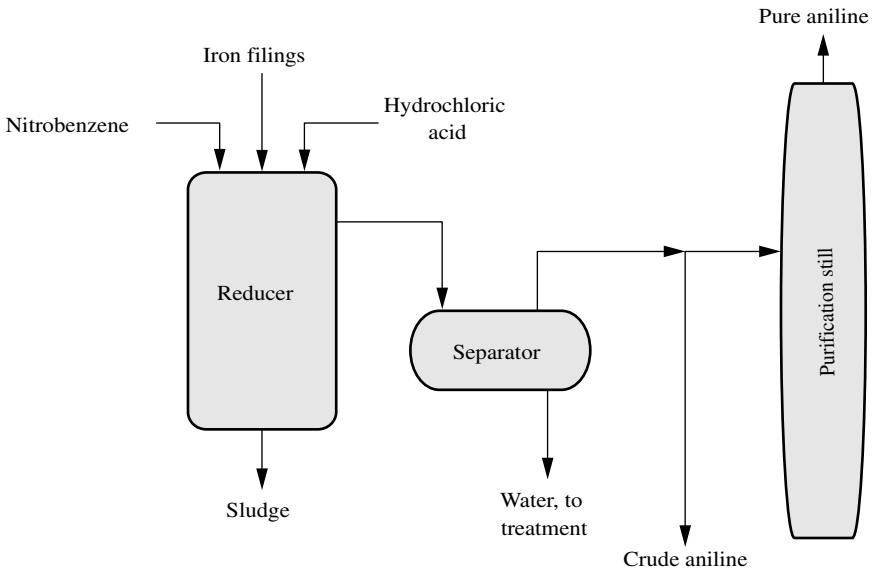 Pure aniline
Iron filings
Nitrobenzene
Hydrochloric
acid
Reducer
Separator
Purification still
Sludge
Water, to
treatment
Crude aniline